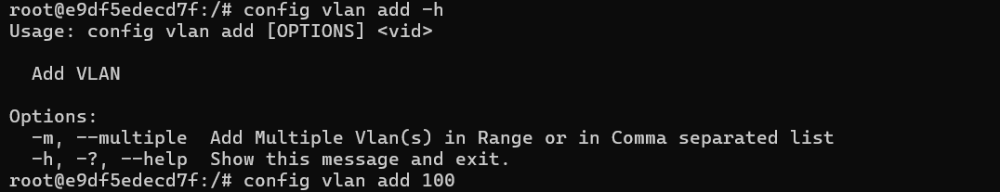 root@e9df5edecd7f:/# config vlan add -h
Usage: config vlan add [OPTIONS] <vid>
Add VLAN
Options:
-m, --multiple  Add Multiple Vlan(s) in Range or in Comma separated list
-h, -?, --help  Show this message and exit.
root@e9df5edecd7f:/# config vlan add 100